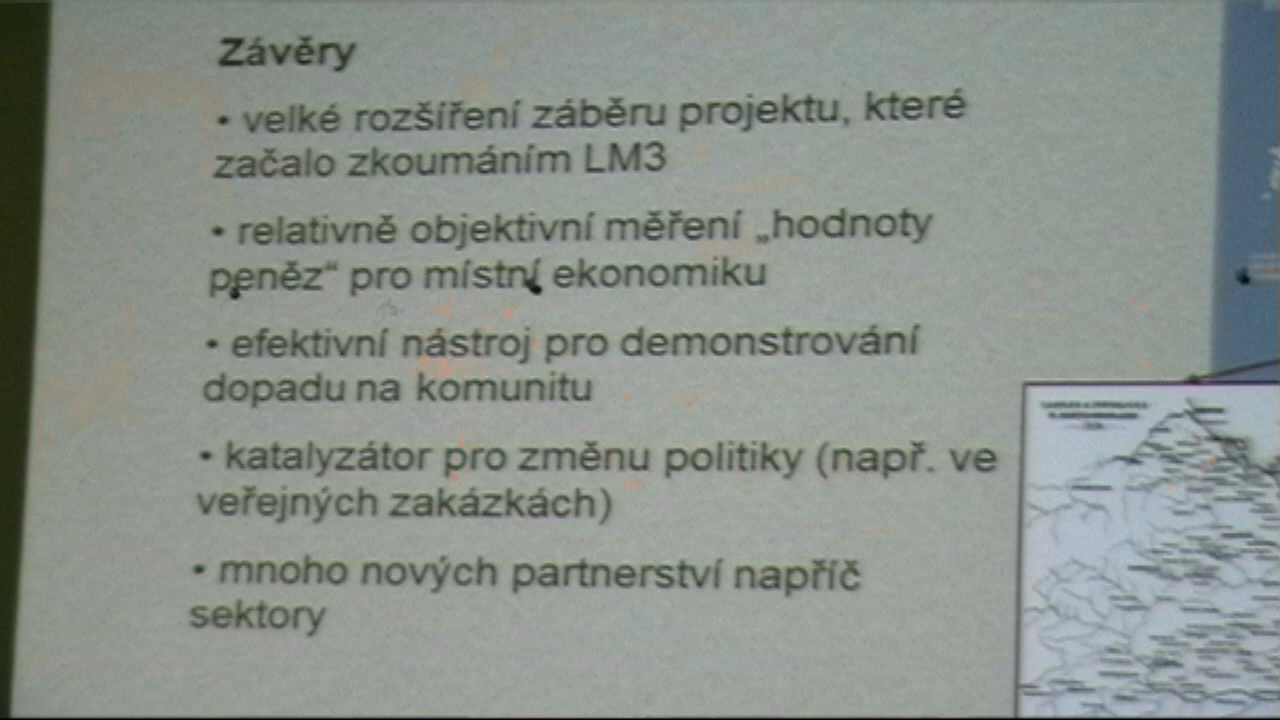 Závěry
• velké rozšíření záběru projektu, které
začalo zkoumáním LM3
• relativně objektivní měření „hodnoty
peněz“ pro místní ekonomiku
• efektivní nástroj pro demonstrování
dopadu na komunitu
• katalyzátor pro změnu politiky (např. ve
veřejných zakázkách)
• mnoho nových partnerství napříč
sektory